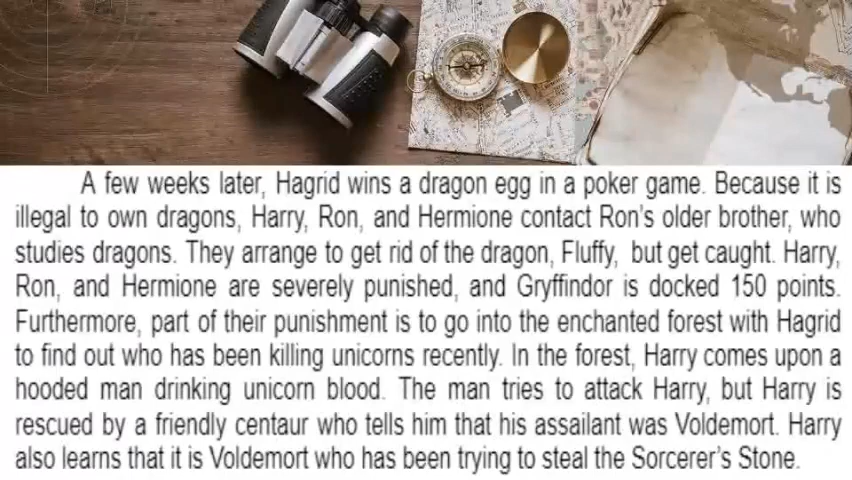 A few weeks later, Hagrid wins a dragon egg in a poker game. Because it is
illegal to own dragons, Harry, Ron, and Hermione contact Ron's older brother, who
studies dragons. They arrange to get rid of the dragon, Fluffy, but get caught. Harry,
Ron, and Hermione are severely punished, and Gryffindor is docked 150 points.
Furthermore, part of their punishment is to go into the enchanted forest with Hagrid
to find out who has been killing unicorns recently. In the forest, Harry comes upon a
hooded man drinking unicorn blood. The man tries to attack Harry, but Harry is
rescued by a friendly centaur who tells him that his assailant was Voldemort. Harry
also learns that it is Voldemort who has been trying to steal the Sorcerer's Stone.